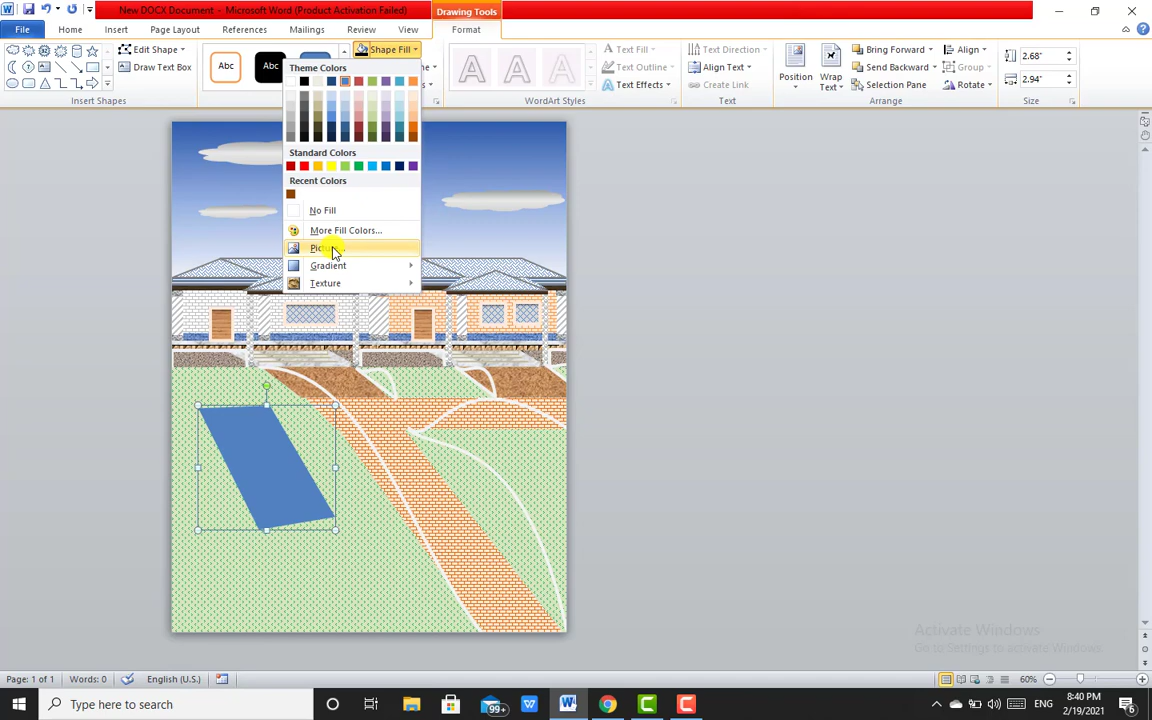 New DOCX Document - Microsoft Word (Product Activation Failed)
Drawing Tools
File Home Insert Page Layout References Mailings Review View Format
Edit Shape
Draw Text Box
Insert Shapes
Abc Abc
Shape Fill
Theme Colors
Standard Colors
Recent Colors
No Fill
More Fill Colors...
Gradient
Texture
WordArt Styles
Text Fill
Text Outline
Text Effects
Text Direction
Align Text
Create Link
Text
Position
Wrap Text
Bring Forward
Send Backward
Selection Pane
Align
Group
Rotate
Arrange
2.68"
2.94"
Size
Activate Windows
Go to Settings to activate Windows.
Page: 1 of 1 Words: 0 English (U.S.) 60%
Type here to search
99+
ENG
8:40 PM
2/19/2021
6